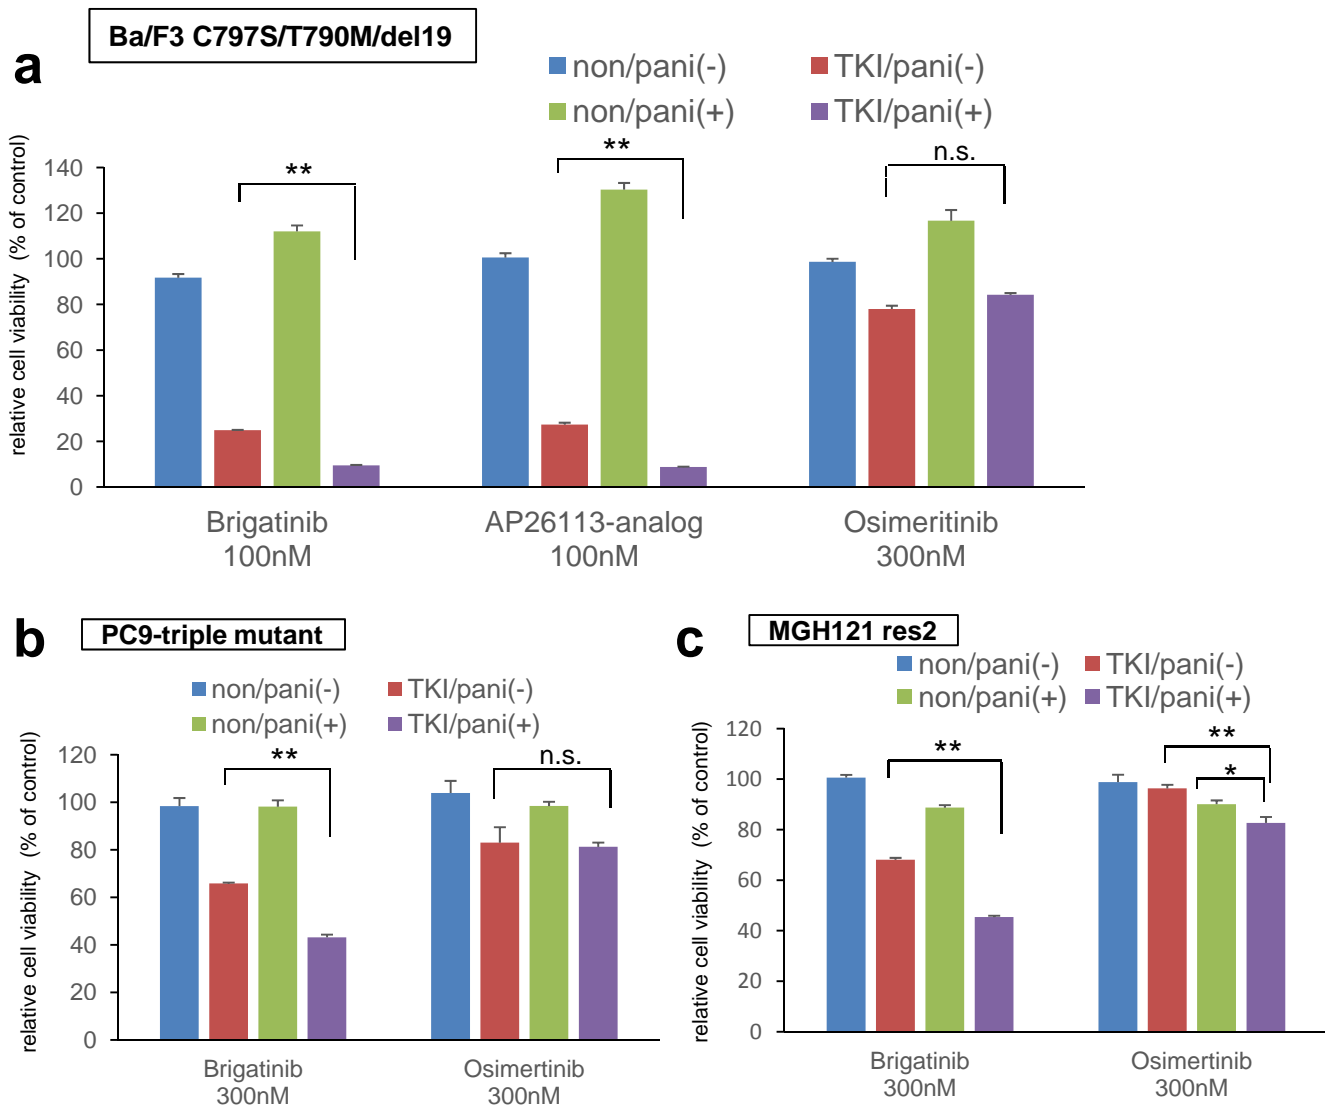 Ba/F3 C797S/T790M/del19
a
non/pani(-) TKI/pani(-)
non/pani(+) TKI/pani(+)
relative cell viability (% of control)
140
120
100
80
60
40
20
0
**
**
n.s.
Brigatinib
100nM
AP26113-analog
100nM
Osimeritinib
300nM
b
PC9-triple mutant
non/pani(-) TKI/pani(-)
non/pani(+) TKI/pani(+)
relative cell viability (% of control)
120
100
80
60
40
20
0
**
n.s.
Brigatinib
300nM
Osimertinib
300nM
c
MGH121 res2
non/pani(-) TKI/pani(-)
non/pani(+) TKI/pani(+)
relative cell viability (% of control)
120
100
80
60
40
20
0
**
**
*
Brigatinib
300nM
Osimertinib
300nM